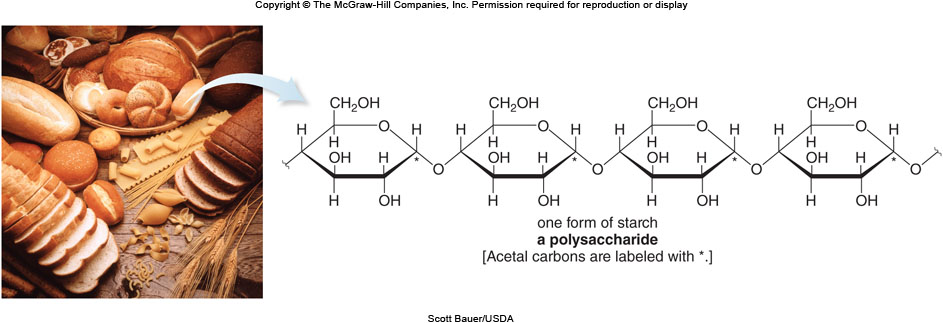 Copyright © The McGraw-Hill Companies, Inc. Permission required for reproduction or display
CH₂OH CH₂OH CH₂OH CH₂OH
H O H H O H H O H H O H
H H H H
OH H OH H OH H OH H
* O * O * O * O
H OH H OH H OH H OH
one form of starch
a polysaccharide
[Acetal carbons are labeled with *.]
Scott Bauer/USDA